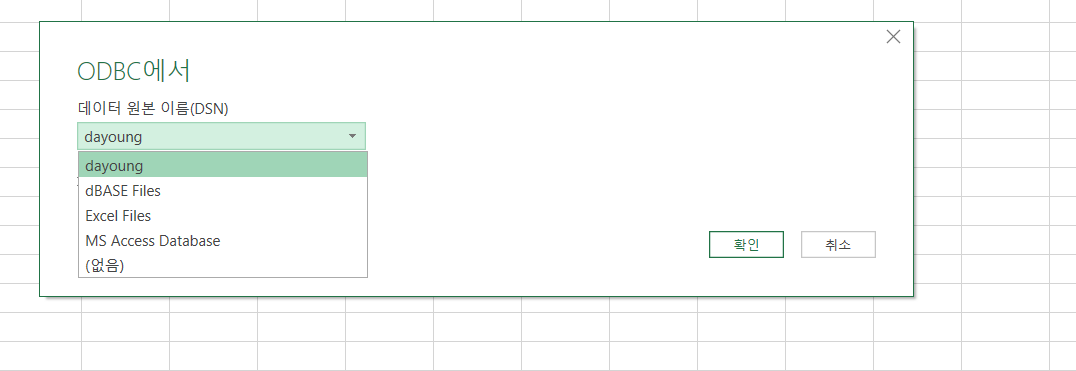 ODBC에서
데이터 원본 이름(DSN)
dayoung
dayoung
dBASE Files
Excel Files
MS Access Database
(없음)
확인
취소